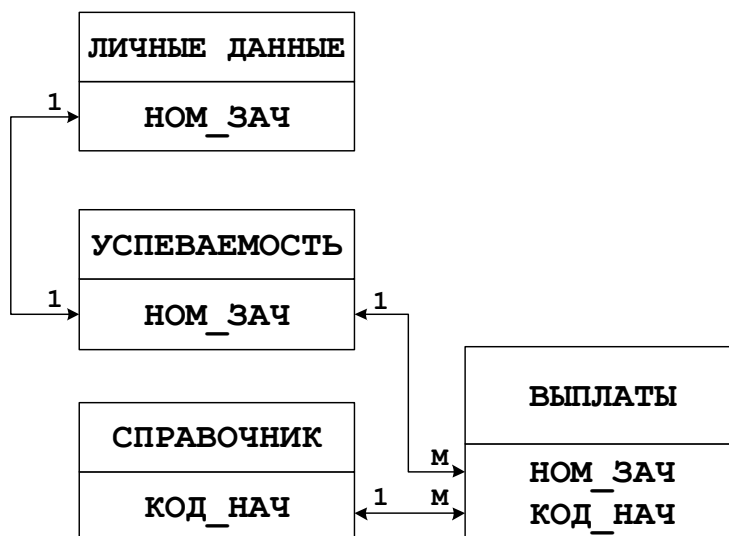 ЛИЧНЫЕ ДАННЫЕ
1
НОМ_ЗАЧ
УСПЕВАЕМОСТЬ
1
НОМ_ЗАЧ
1
ВЫПЛАТЫ
СПРАВОЧНИК
М
НОМ_ЗАЧ
КОД_НАЧ
1
М
КОД_НАЧ